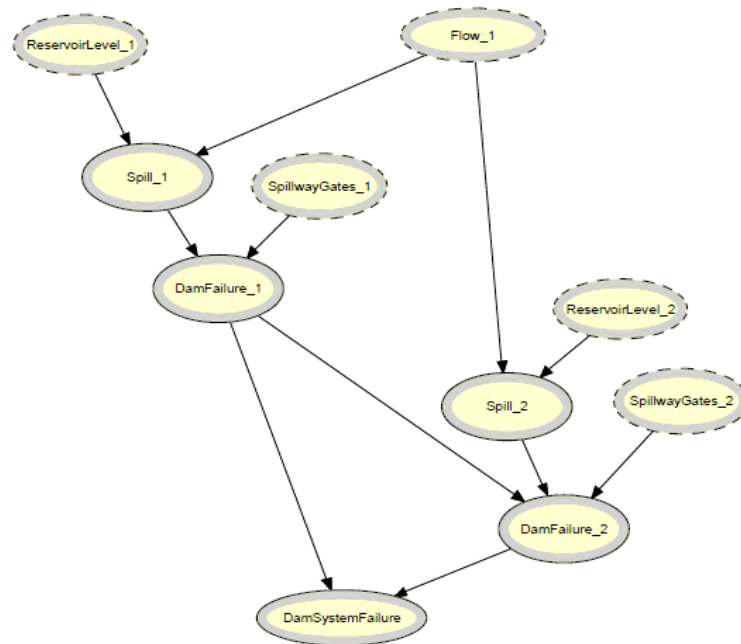 Flow_1
ReservoirLevel_1
Spill_1
SpillwayGates_1
DamFailure_1
ReservoirLevel_2
SpillwayGates_2
Spill_2
DamFailure_2
DamSystemFailure